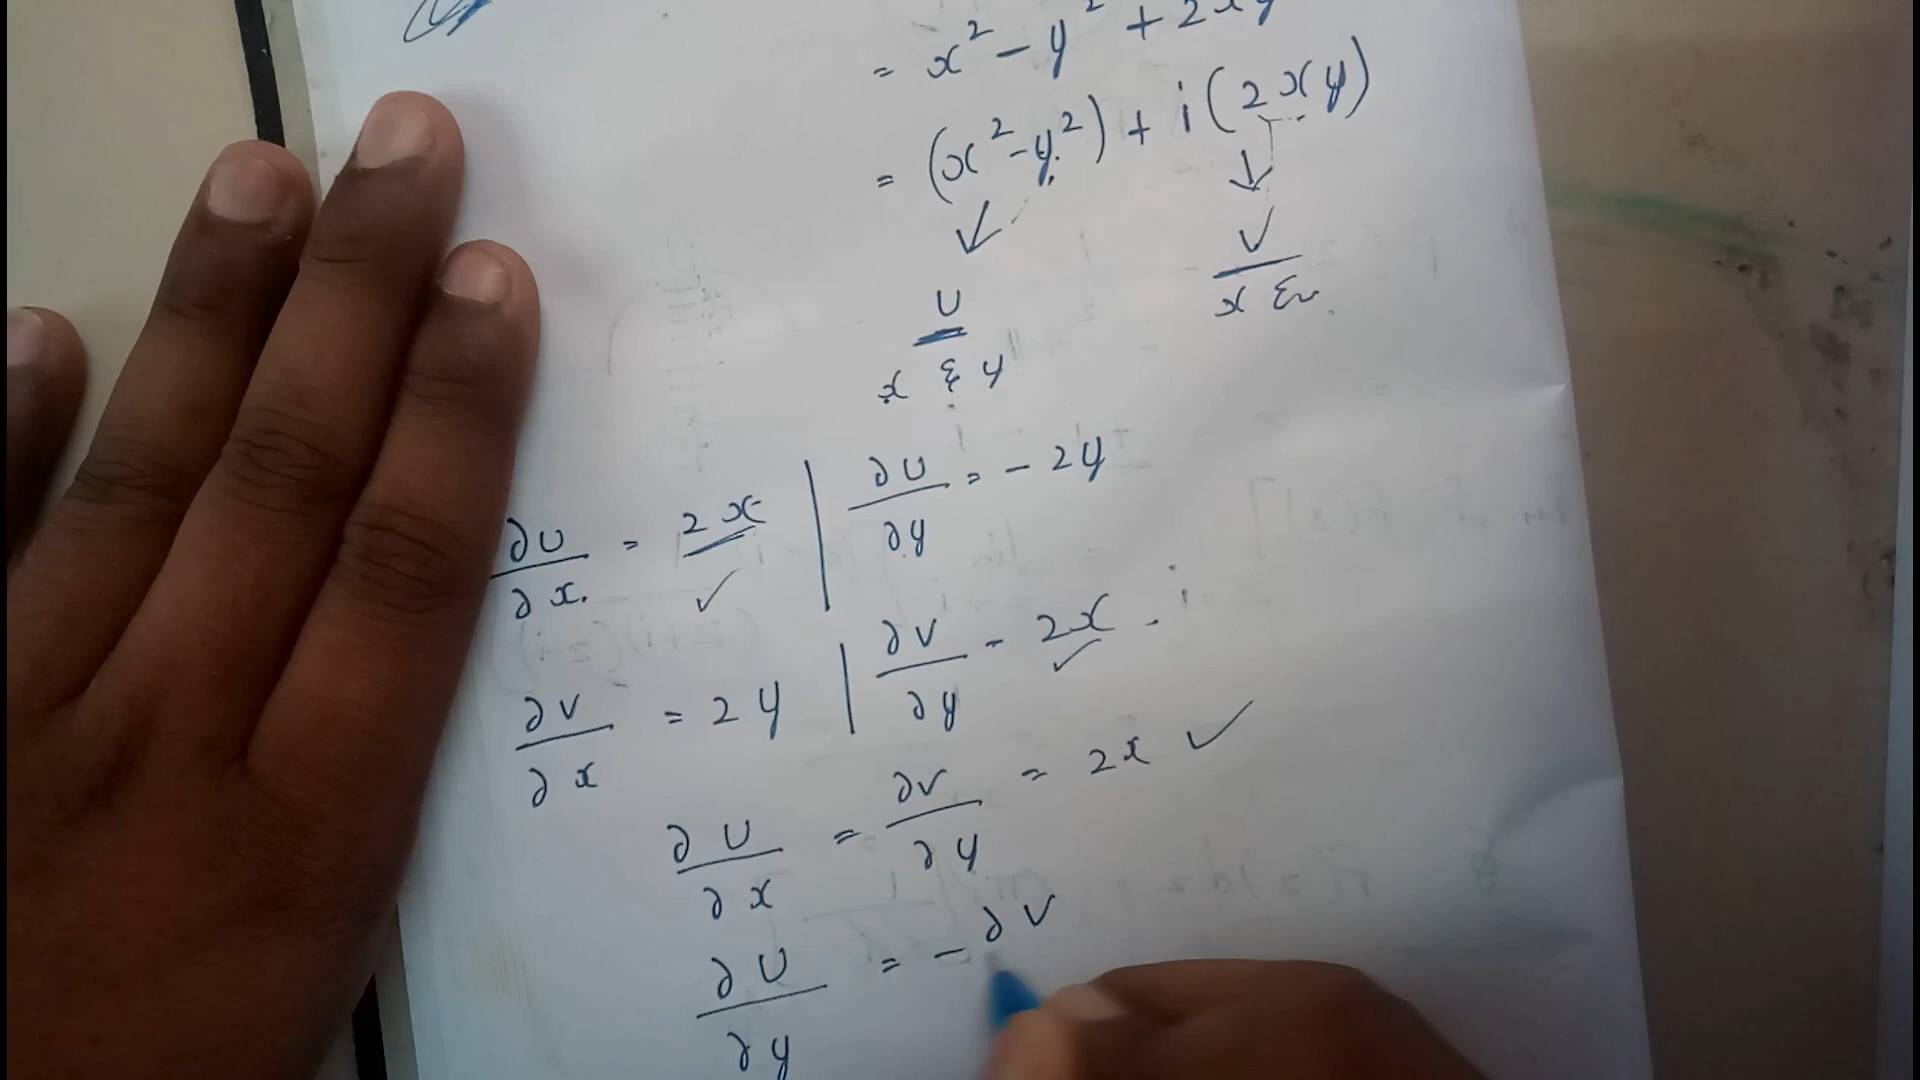 = x² - y² + 2xy
= (x² - y²) + i (2xy)
U
V
x & y
x &
∂U/∂x = 2x | ∂U/∂y = - 2y
∂V/∂x = 2y | ∂V/∂y = 2x
∂U/∂x = ∂V/∂y = 2x ✓
∂U/∂y = - ∂V